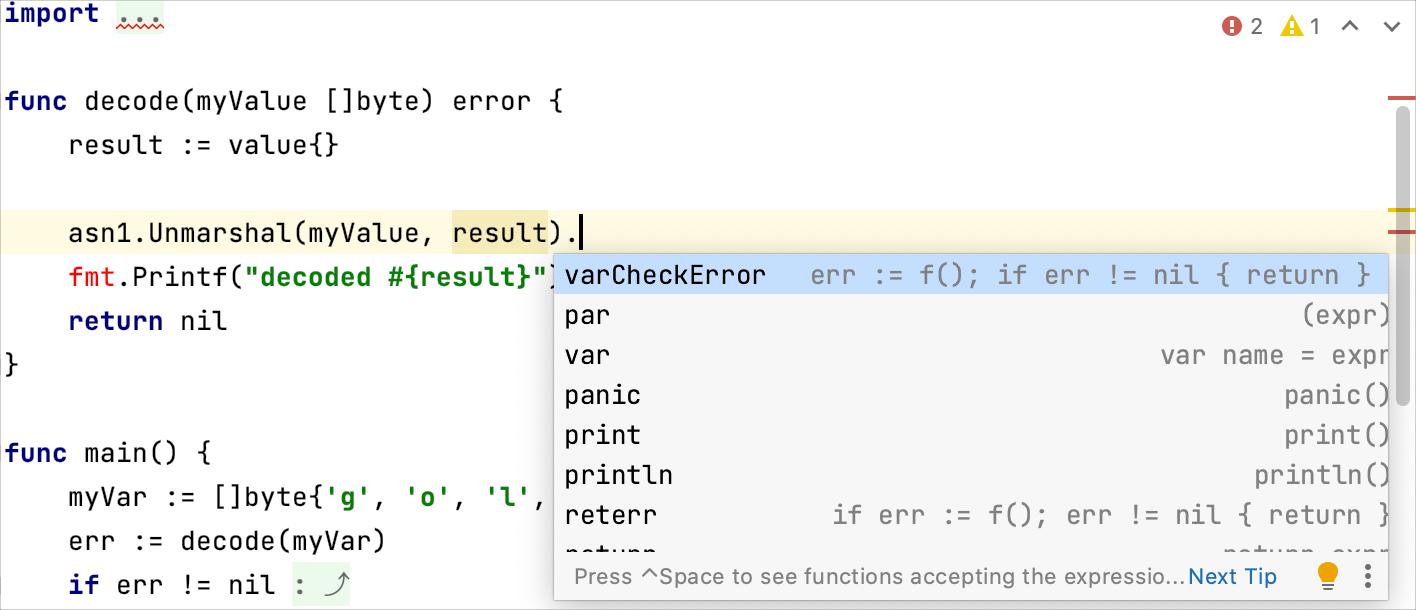 import ...
2 1
func decode(myValue []byte) error {
result := value{}
asn1.Unmarshal(myValue, result).
fmt.Printf("decoded #{result}")
return nil
}
func main() {
myVar := []byte{'g', 'o', 'l',
err := decode(myVar)
if err != nil :
varCheckError err := f(); if err != nil { return }
par (expr)
var var name = expr
panic panic()
print print()
println println()
reterr if err := f(); err != nil { return }
return return expr
Press ^Space to see functions accepting the expressio... Next Tip